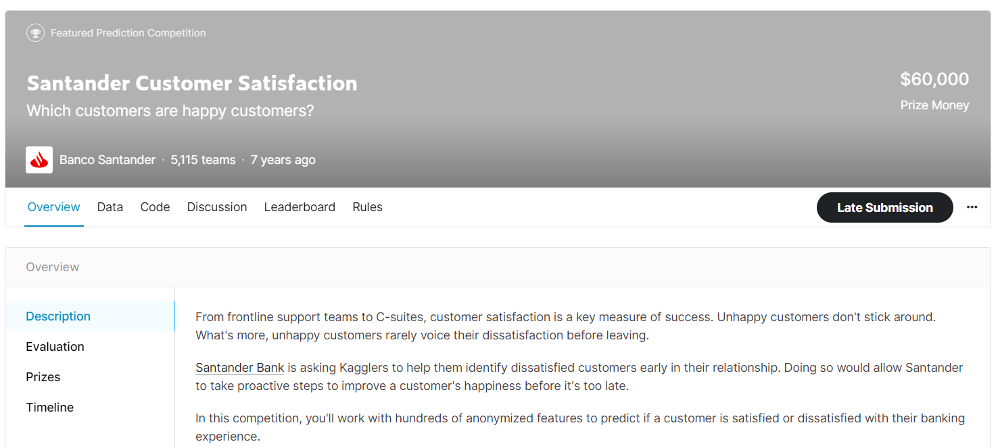 Featured Prediction Competition
Santander Customer Satisfaction
Which customers are happy customers?
$60,000
Prize Money
Banco Santander · 5,115 teams · 7 years ago
Overview Data Code Discussion Leaderboard Rules Late Submission ...
Overview
Description
Evaluation
Prizes
Timeline
From frontline support teams to C-suites, customer satisfaction is a key measure of success. Unhappy customers don't stick around.
What's more, unhappy customers rarely voice their dissatisfaction before leaving.
Santander Bank is asking Kagglers to help them identify dissatisfied customers early in their relationship. Doing so would allow Santander
to take proactive steps to improve a customer's happiness before it's too late.
In this competition, you'll work with hundreds of anonymized features to predict if a customer is satisfied or dissatisfied with their banking
experience.